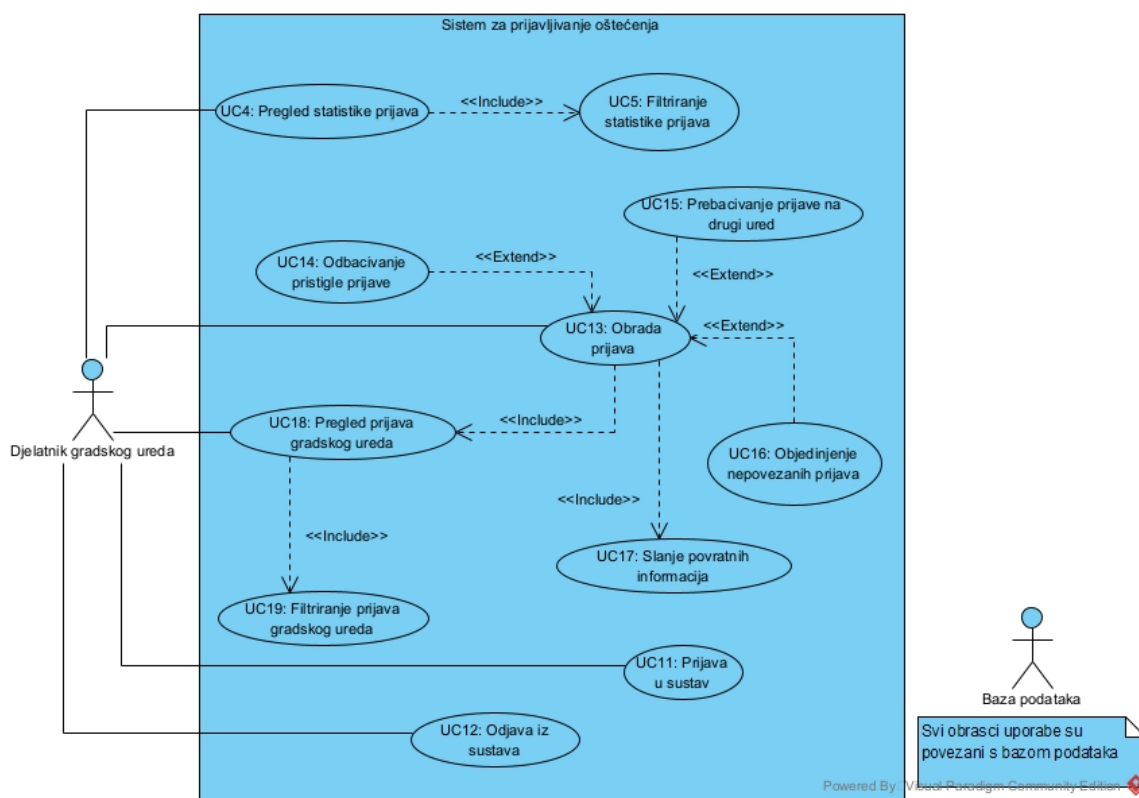 Sistem za prijavljivanje oštećenja
UC4: Pregled statistike prijava
<<Include>>
UC5: Filtriranje
statistike prijava
UC15: Prebacivanje prijave na
drugi ured
UC14: Odbacivanje
pristigle prijave
<<Extend>>
<<Extend>>
UC13: Obrada
prijava
<<Extend>>
Djelatnik gradskog ureda
UC18: Pregled prijava
gradskog ureda
<<Include>>
UC16: Objedinjenje
nepovezanih prijava
<<Include>>
<<Include>>
UC17: Slanje povratnih
informacija
UC19: Filtriranje prijava
gradskog ureda
UC11: Prijava
u sustav
UC12: Odjava iz
sustava
Baza podataka
Svi obrasci uporabe su
povezani s bazom podataka
Powered By: Visual Paradigm Community Edition